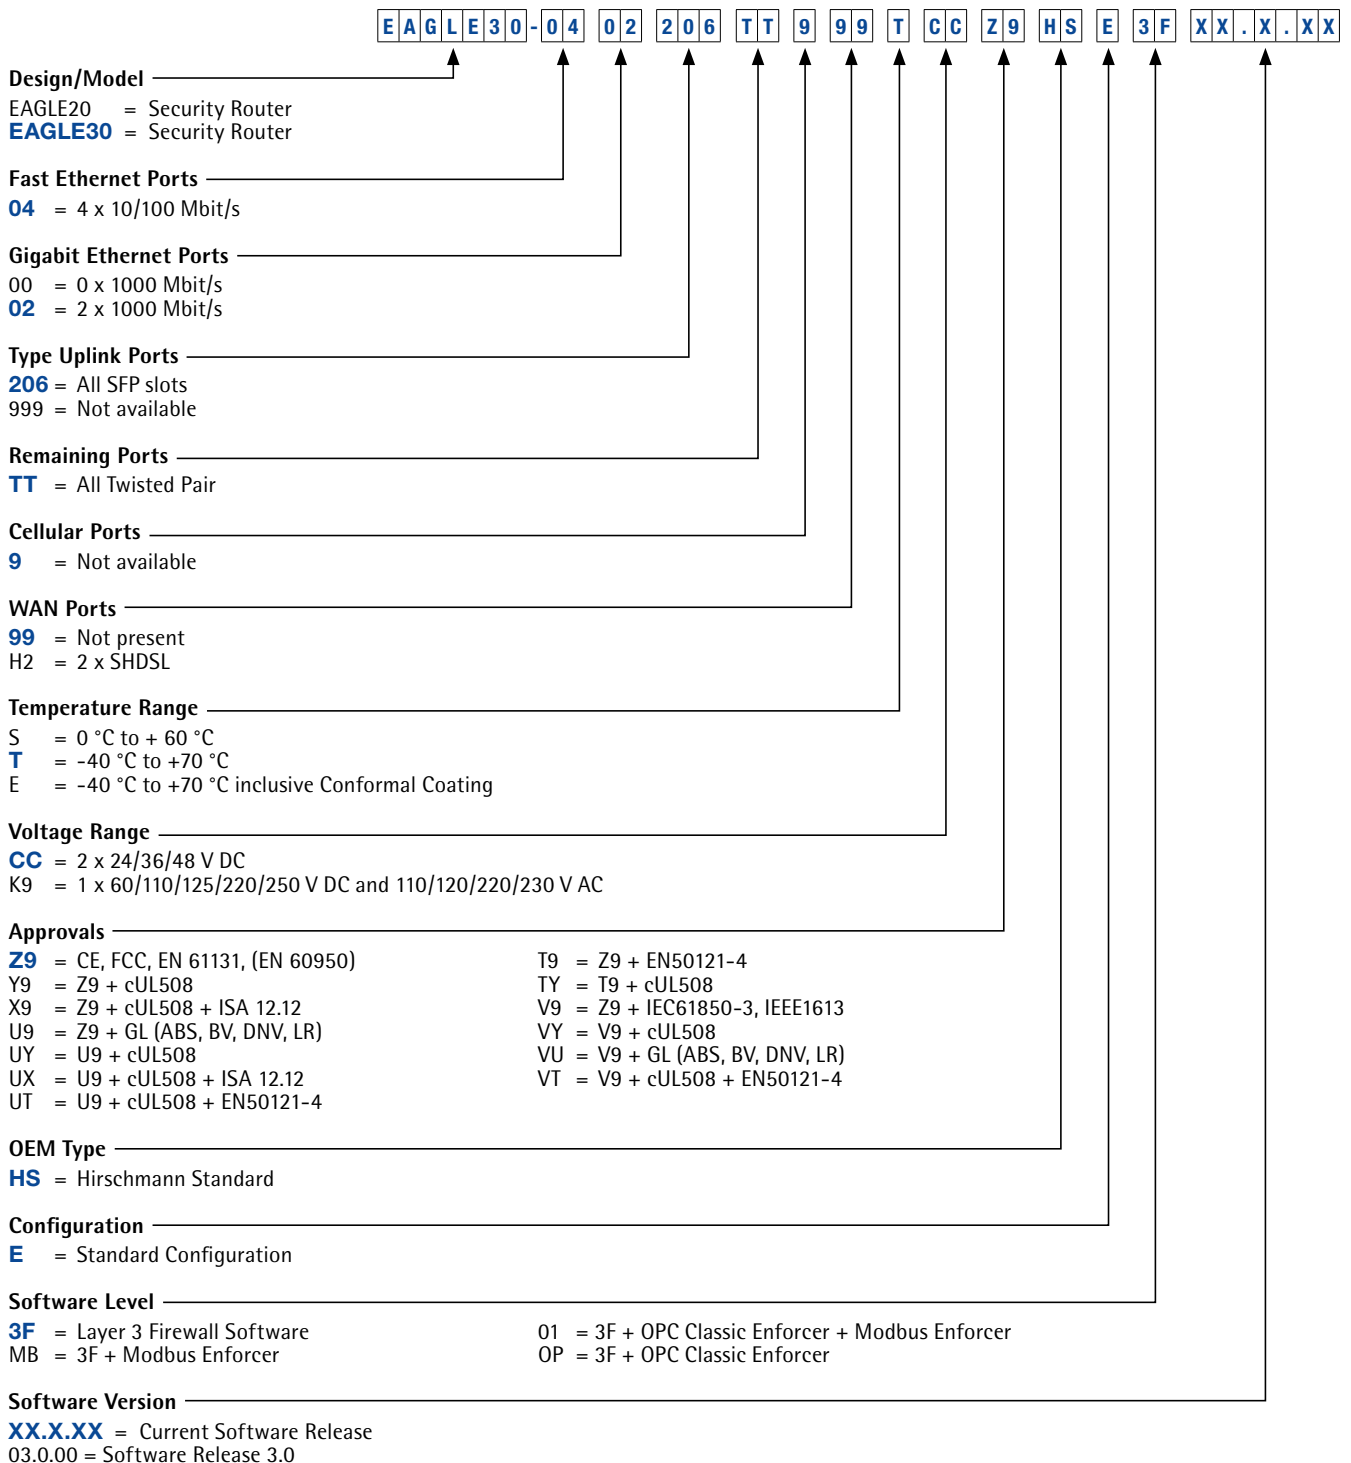 EAGLE30-04 02 206 TT 9 99 T CC Z9 HS E 3F XX.X.XX
Design/Model
EAGLE20 = Security Router
EAGLE30 = Security Router
Fast Ethernet Ports
04 = 4 x 10/100 Mbit/s
Gigabit Ethernet Ports
00 = 0 x 1000 Mbit/s
02 = 2 x 1000 Mbit/s
Type Uplink Ports
206 = All SFP slots
999 = Not available
Remaining Ports
TT = All Twisted Pair
Cellular Ports
9 = Not available
WAN Ports
99 = Not present
H2 = 2 x SHDSL
Temperature Range
S = 0 °C to + 60 °C
T = -40 °C to +70 °C
E = -40 °C to +70 °C inclusive Conformal Coating
Voltage Range
CC = 2 x 24/36/48 V DC
K9 = 1 x 60/110/125/220/250 V DC and 110/120/220/230 V AC
Approvals
Z9 = CE, FCC, EN 61131, (EN 60950)
Y9 = Z9 + cUL508
X9 = Z9 + cUL508 + ISA 12.12
U9 = Z9 + GL (ABS, BV, DNV, LR)
UY = U9 + cUL508
UX = U9 + cUL508 + ISA 12.12
UT = U9 + cUL508 + EN50121-4
T9 = Z9 + EN50121-4
TY = T9 + cUL508
V9 = Z9 + IEC61850-3, IEEE1613
VY = V9 + cUL508
VU = V9 + GL (ABS, BV, DNV, LR)
VT = V9 + cUL508 + EN50121-4
OEM Type
HS = Hirschmann Standard
Configuration
E = Standard Configuration
Software Level
3F = Layer 3 Firewall Software
MB = 3F + Modbus Enforcer
01 = 3F + OPC Classic Enforcer + Modbus Enforcer
OP = 3F + OPC Classic Enforcer
Software Version
XX.X.XX = Current Software Release
03.0.00 = Software Release 3.0